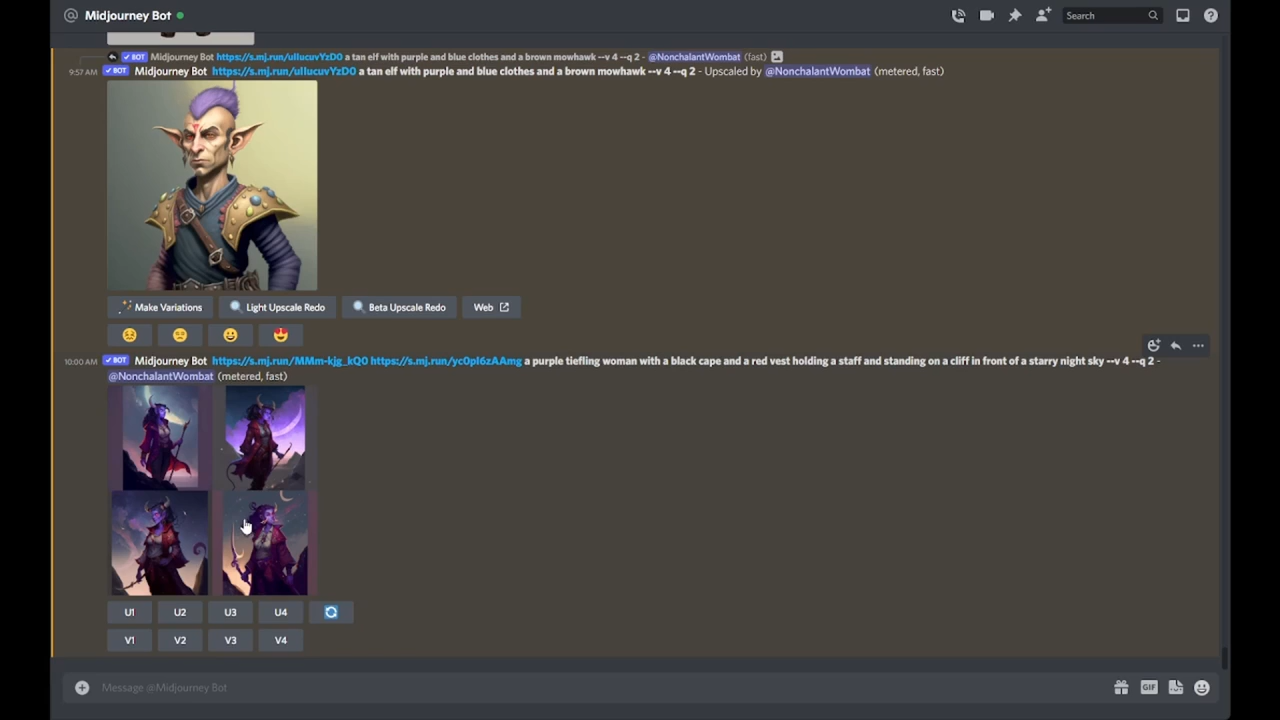 @ Midjourney Bot
Search
BOT Midjourney Bot https://s.mj.run/uIIucuvYzD0 a tan elf with purple and blue clothes and a brown mowhawk --v 4 --q 2 - @NonchalantWombat (fast)
9:57 AM BOT Midjourney Bot https://s.mj.run/uIIucuvYzD0 a tan elf with purple and blue clothes and a brown mowhawk --v 4 --q 2 - Upscaled by @NonchalantWombat (metered, fast)
Make Variations Light Upscale Redo Beta Upscale Redo Web
10:00 AM BOT Midjourney Bot https://s.mj.run/MMm-kjg_kQ0 https://s.mj.run/yc0pI6zAAmg a purple tiefling woman with a black cape and a red vest holding a staff and standing on a cliff in front of a starry night sky --v 4 --q 2 -
@NonchalantWombat (metered, fast)
U1 U2 U3 U4
V1 V2 V3 V4
Message @Midjourney Bot
GIF